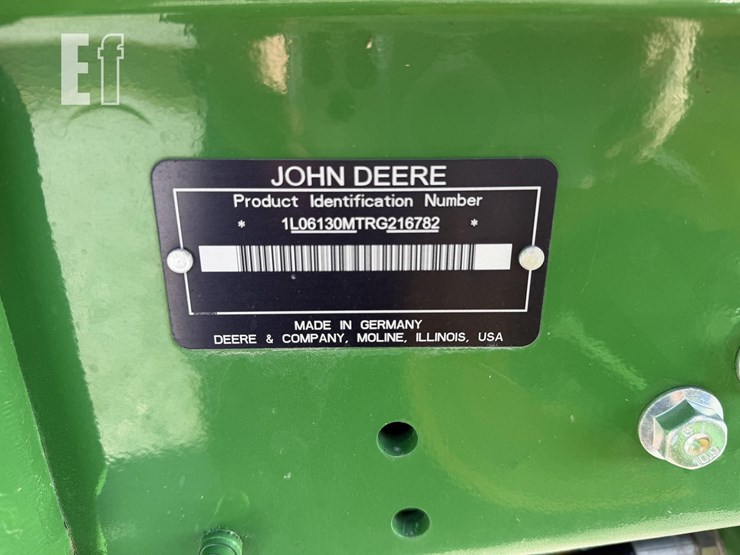 Ef
JOHN DEERE
Product Identification Number
* 1L06130MTRG216782 *
MADE IN GERMANY
DEERE & COMPANY, MOLINE, ILLINOIS, USA